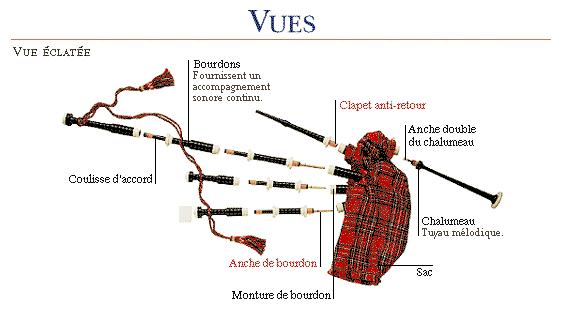 VUES
VUE ÉCLATÉE
Bourdons
Fournissent un
accompagnement
sonore continu.
Clapet anti-retour
Anche double
du chalumeau
Coulisse d'accord
Chalumeau
Tuyau mélodique.
Anche de bourdon
Sac
Monture de bourdon